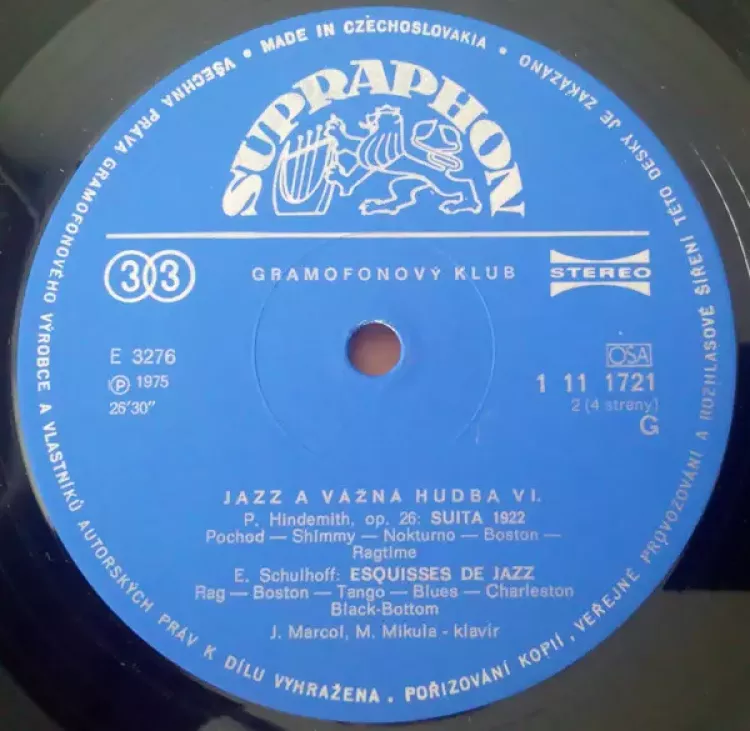 VŠECHNA PRÁVA GRAMOFONOVÉHO VÝROBCE A VLASTNÍKŮ AUTORSKÝCH PRÁV K DÍLU VYHRAŽENA. POŘIZOVÁNÍ KOPIÍ, VEŘEJNÉ PROVOZOVÁNÍ A ROZHLASOVÉ ŠÍŘENÍ TÉTO DESKY JE ZAKÁZÁNO
• MADE IN CZECHOSLOVAKIA •
SUPRAPHON
33
GRAMOFONOVÝ KLUB
STEREO
E 3276
Ⓟ 1975
26'30"
OSA
1 11 1721
2 (4 strany)
G
JAZZ A VÁŽNÁ HUDBA VI.
P. Hindemith, op. 26: SUITA 1922
Pochod — Shimmy — Nokturno — Boston —
Ragtime
E. Schulhoff: ESQUISSES DE JAZZ
Rag — Boston — Tango — Blues — Charleston
Black-Bottom
J. Marcol, M. Mikula - klavír